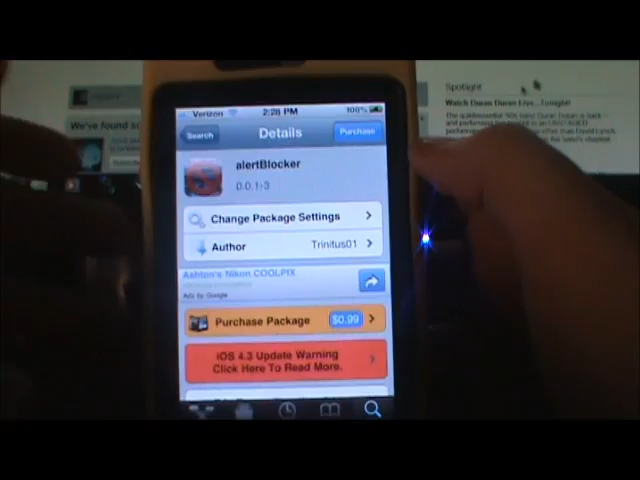 Spotlight
Watch Duran Duran Live...Tonight!
We've found so
Verizon 2:28 PM 100%
Search Details Purchase
alertBlocker
0.0.1-3
Change Package Settings
Author Trinitus01
Ashton's Nikon COOLPIX
Ads by Google
Purchase Package $0.99
iOS 4.3 Update Warning
Click Here To Read More.